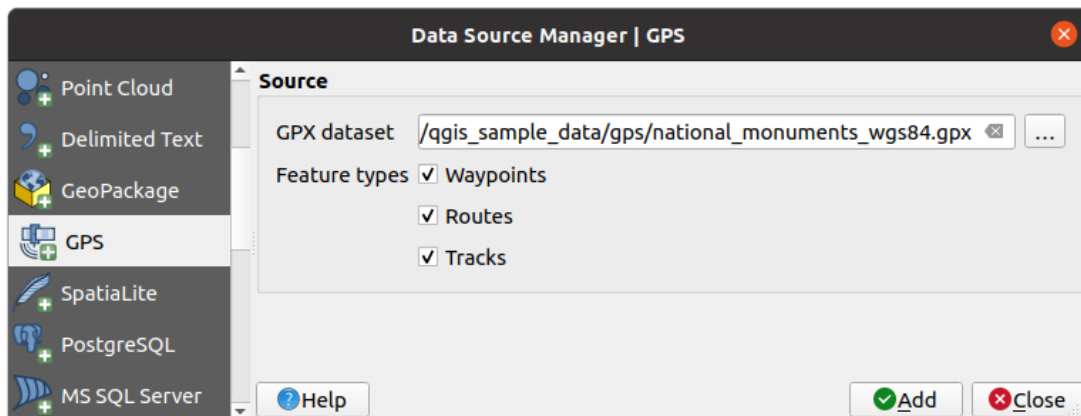 Data Source Manager | GPS
Point Cloud
Delimited Text
GeoPackage
GPS
SpatiaLite
PostgreSQL
MS SQL Server
Source
GPX dataset /qgis_sample_data/gps/national_monuments_wgs84.gpx ...
Feature types Waypoints
Routes
Tracks
Help Add Close